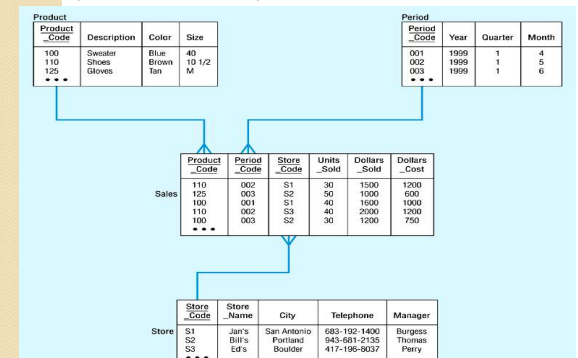 Product
Product _Code Description Color Size
100 Sweater Blue 40
110 Shoes Brown 10 1/2
125 Gloves Tan M
• • •
Period
Period _Code Year Quarter Month
001 1999 1 4
002 1999 1 5
003 1999 1 6
• • •
Sales
Product _Code Period _Code Store _Code Units _Sold Dollars _Sold Dollars _Cost
110 002 S1 30 1500 1200
125 003 S2 50 1000 600
100 001 S1 40 1600 1000
110 002 S3 40 2000 1200
100 003 S2 30 1200 750
• • •
Store
Store _Code Store _Name City Telephone Manager
S1 Jan's San Antonio 683-192-1400 Burgess
S2 Bill's Portland 943-681-2135 Thomas
S3 Ed's Boulder 417-196-8037 Perry
• • •